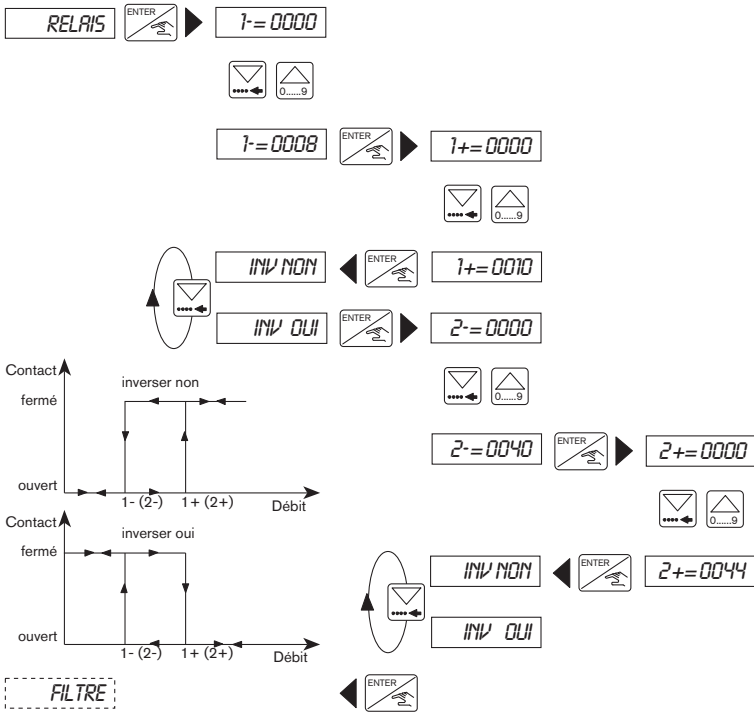 RELAIS ENTER 1-=0000
0......9
1-=0008 ENTER 1+=0000
0......9
INV NON ENTER 1+=0010
INV OUI ENTER 2-=0000
0......9
2-=0040 ENTER 2+=0000
0......9
INV NON ENTER 2+=0044
INV OUI
Contact
fermé
inverser non
ouvert
1- (2-) 1+ (2+) Débit
Contact
fermé
inverser oui
ouvert
1- (2-) 1+ (2+) Débit
FILTRE ENTER